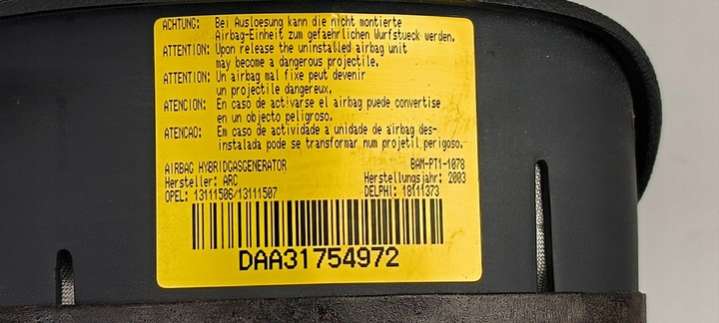 ACHTUNG: Bei Ausloesung kann die nicht montierte
Airbag-Einheit zum gefaehrlichen Wurfstueck werden.
ATTENTION: Upon release the uninstalled airbag unit
may become a dangerous projectile.
ATTENTION: Un'airbag mal fixe peut devenir
un projectile dangereux.
ATENCION: En caso de activarse el airbag puede convertise
en un objecto peligroso.
ATENCAO: Em caso de actividade a unidade de airbag des-
instalada pode se transformar num projetil perigoso.
AIRBAG HYBRIDGASGENERATOR BAM-PT1-1078
Hersteller: ARC Herstellungsjahr: 2003
OPEL: 13111506/13111507 DELPHI: 18111373
DAA31754972